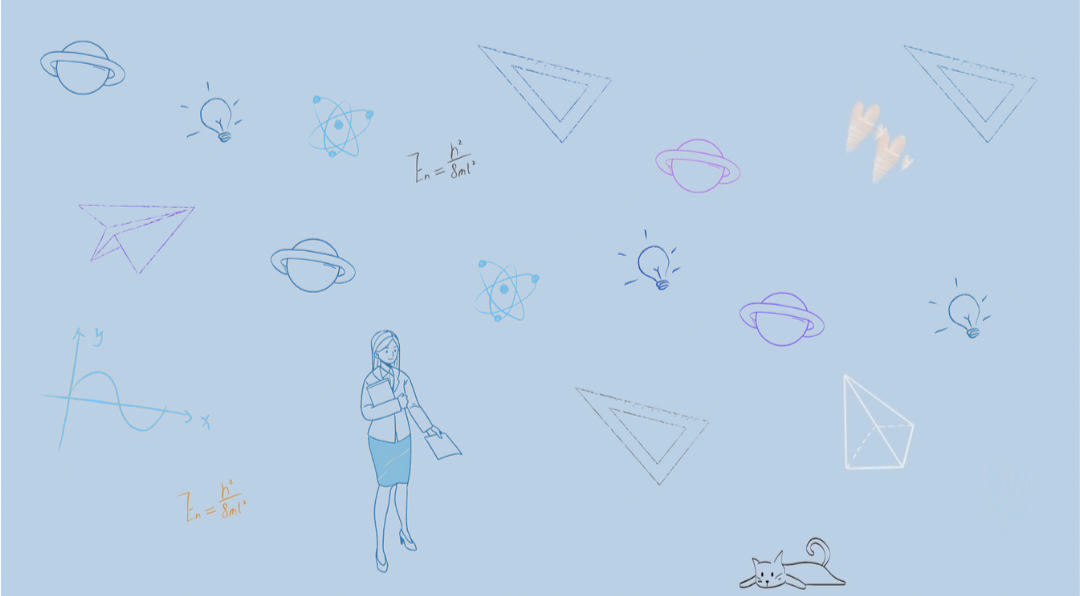 En = h²/8ml²
y
x
En = h²/8ml²